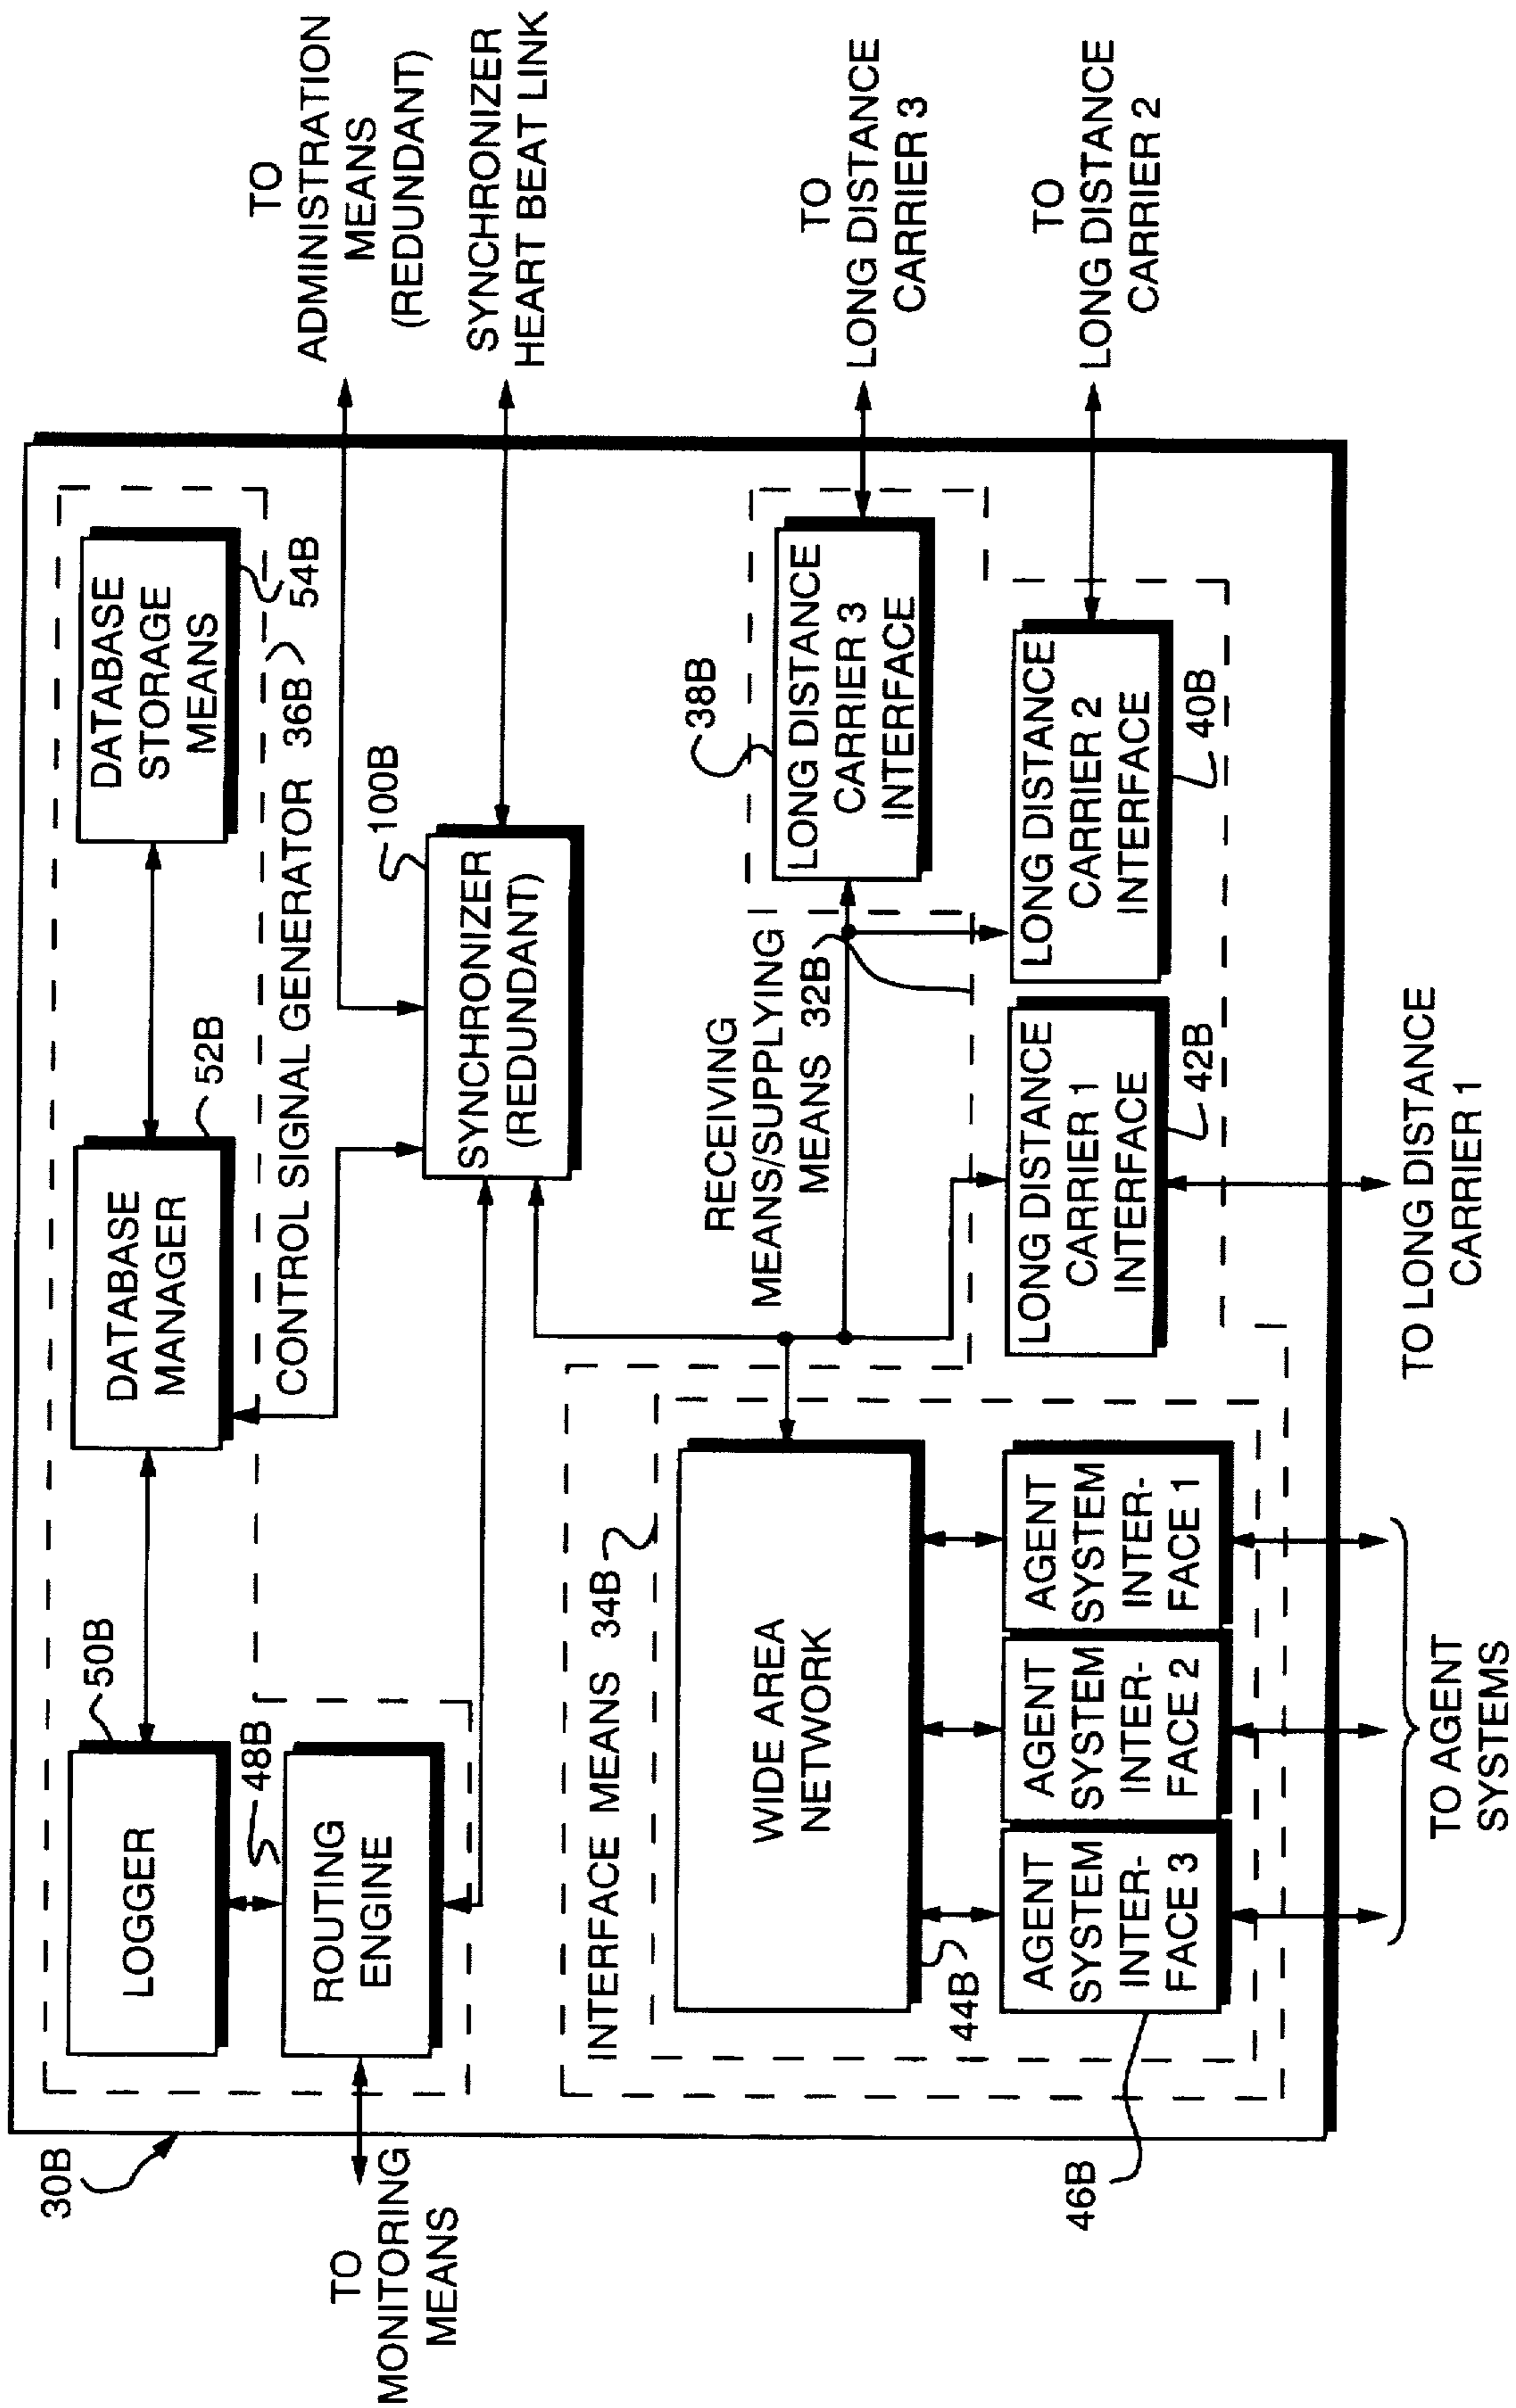 30B
LOGGER
50B
DATABASE
MANAGER
52B
DATABASE
STORAGE
MEANS
54B
48B
ROUTING
ENGINE
CONTROL SIGNAL GENERATOR 36B
TO
MONITORING
MEANS
TO
ADMINISTRATION
MEANS
(REDUNDANT)
SYNCHRONIZER
(REDUNDANT)
100B
SYNCHRONIZER
HEART BEAT LINK
INTERFACE MEANS 34B
WIDE AREA
NETWORK
44B
RECEIVING
MEANS/SUPPLYING
MEANS 32B
38B
LONG DISTANCE
CARRIER 3
INTERFACE
TO
LONG DISTANCE
CARRIER 3
46B
AGENT
SYSTEM
INTER-
FACE 3
AGENT
SYSTEM
INTER-
FACE 2
AGENT
SYSTEM
INTER-
FACE 1
LONG DISTANCE
CARRIER 1
INTERFACE
42B
LONG DISTANCE
CARRIER 2
INTERFACE
40B
TO
LONG DISTANCE
CARRIER 2
TO AGENT
SYSTEMS
TO LONG DISTANCE
CARRIER 1